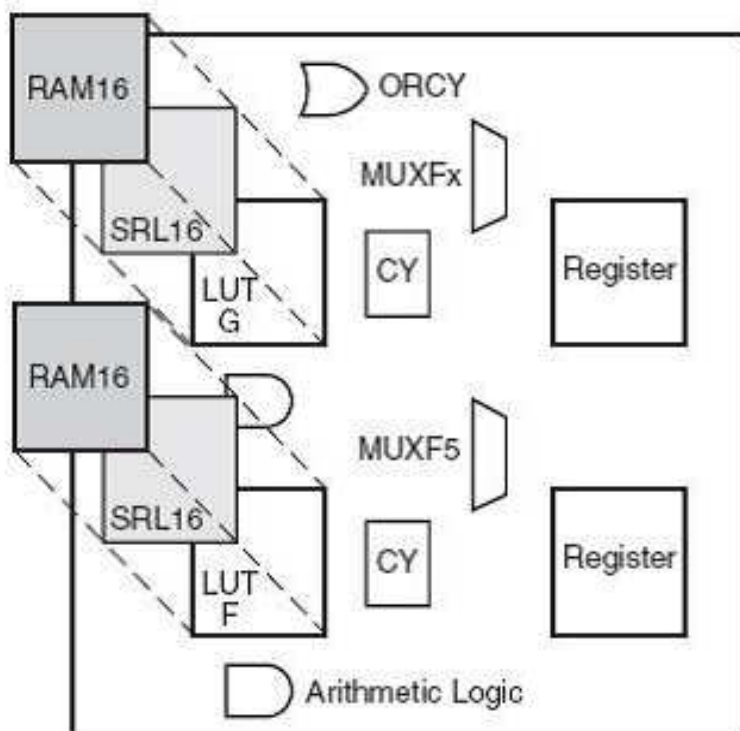 RAM16
ORCY
MUXFx
SRL16
CY
Register
LUT
G
RAM16
MUXF5
SRL16
CY
Register
LUT
F
Arithmetic Logic